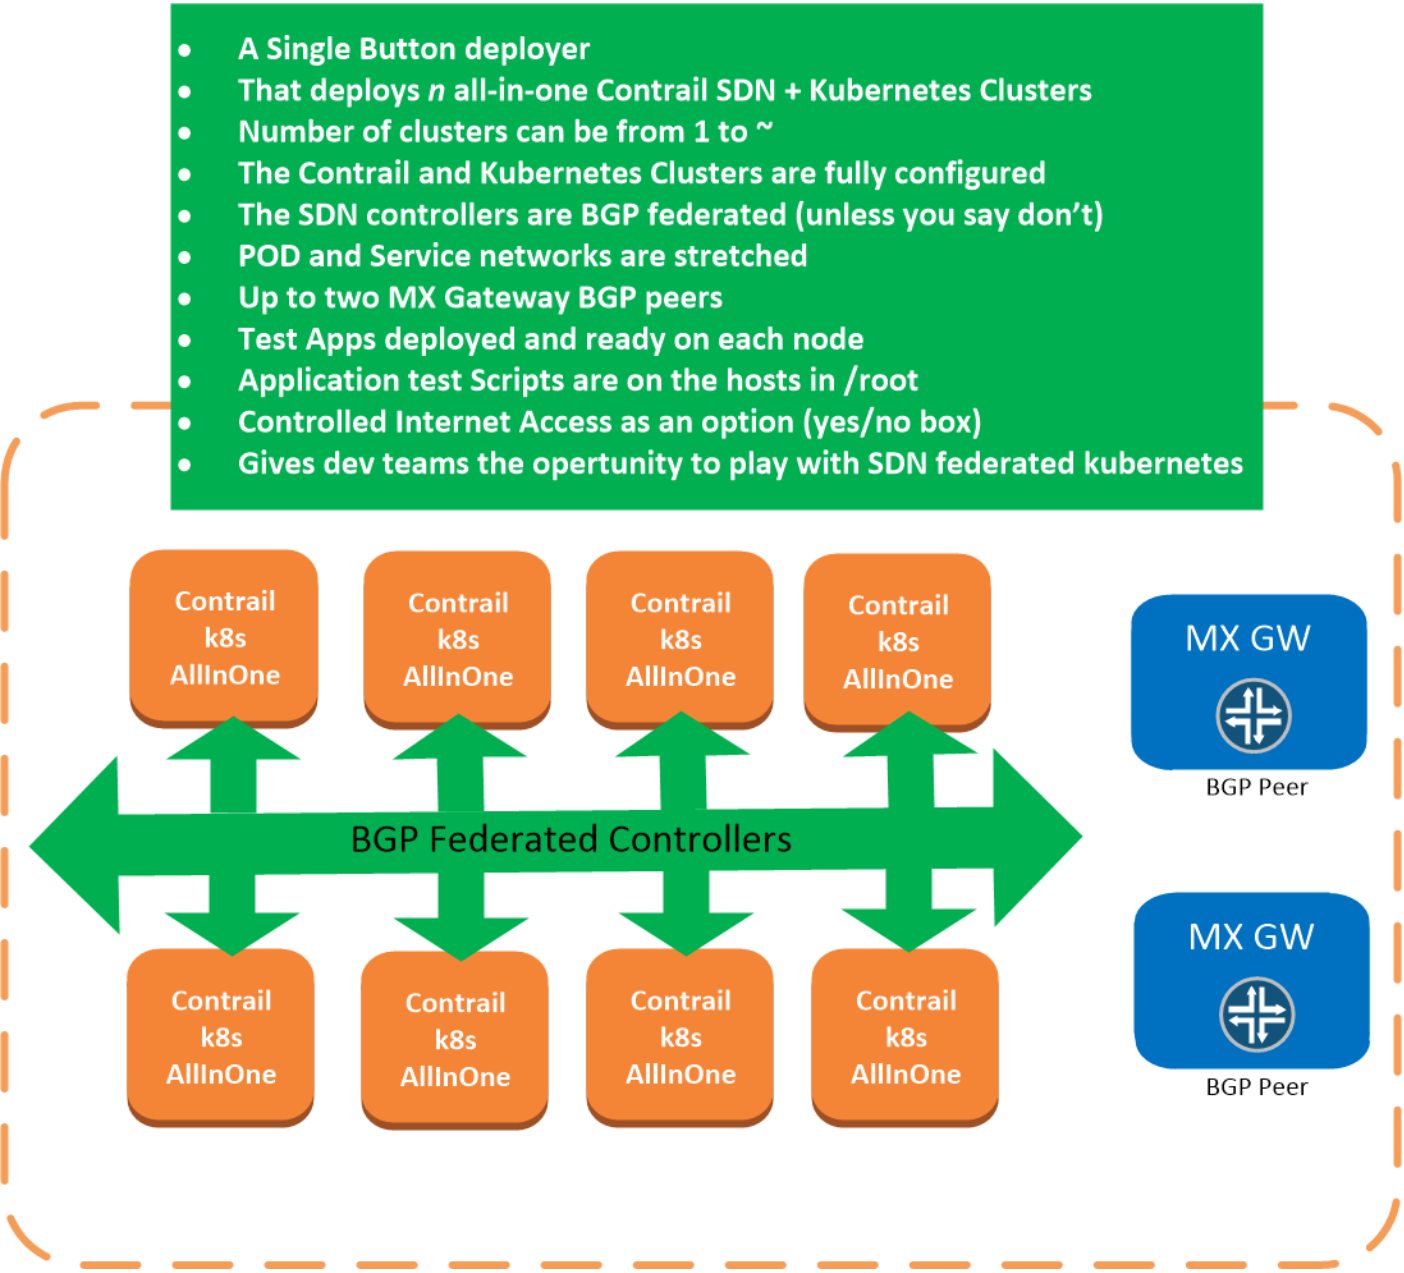 • A Single Button deployer
• That deploys n all-in-one Contrail SDN + Kubernetes Clusters
• Number of clusters can be from 1 to ~
• The Contrail and Kubernetes Clusters are fully configured
• The SDN controllers are BGP federated (unless you say don’t)
• POD and Service networks are stretched
• Up to two MX Gateway BGP peers
• Test Apps deployed and ready on each node
• Application test Scripts are on the hosts in /root
• Controlled Internet Access as an option (yes/no box)
• Gives dev teams the opertunity to play with SDN federated kubernetes
Contrail
k8s
AllInOne
Contrail
k8s
AllInOne
Contrail
k8s
AllInOne
Contrail
k8s
AllInOne
MX GW
BGP Peer
BGP Federated Controllers
Contrail
k8s
AllInOne
Contrail
k8s
AllInOne
Contrail
k8s
AllInOne
Contrail
k8s
AllInOne
MX GW
BGP Peer